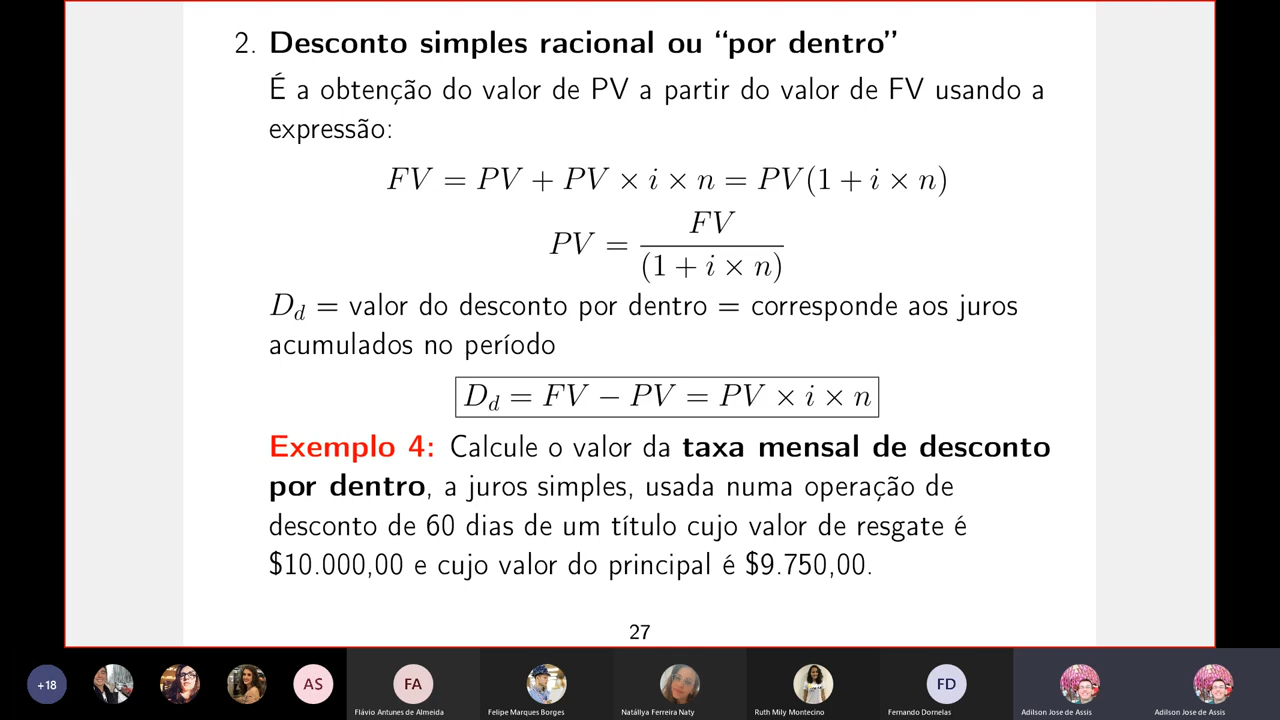 2. Desconto simples racional ou “por dentro”
É a obtenção do valor de PV a partir do valor de FV usando a
expressão:
FV = PV + PV × i × n = PV(1 + i × n)
PV = FV / (1 + i × n)
D_d = valor do desconto por dentro = corresponde aos juros
acumulados no período
D_d = FV − PV = PV × i × n
Exemplo 4: Calcule o valor da taxa mensal de desconto
por dentro, a juros simples, usada numa operação de
desconto de 60 dias de um título cujo valor de resgate é
$10.000,00 e cujo valor do principal é $9.750,00.
27
+18 AS FA FD
Flávio Antunes de Almeida Felipe Marques Borges Natállya Ferreira Naty Ruth Mily Montecino Fernando Dornelas Adilson Jose de Assis Adilson Jose de Assis